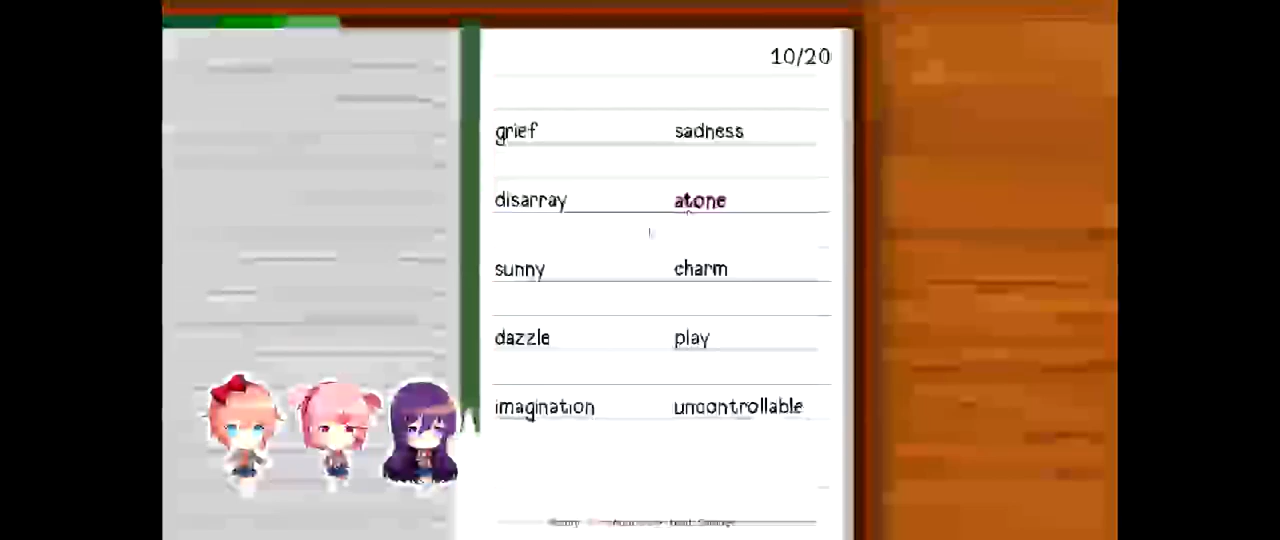 10/20
grief sadness
disarray atone
sunny charm
dazzle play
imagination uncontrollable